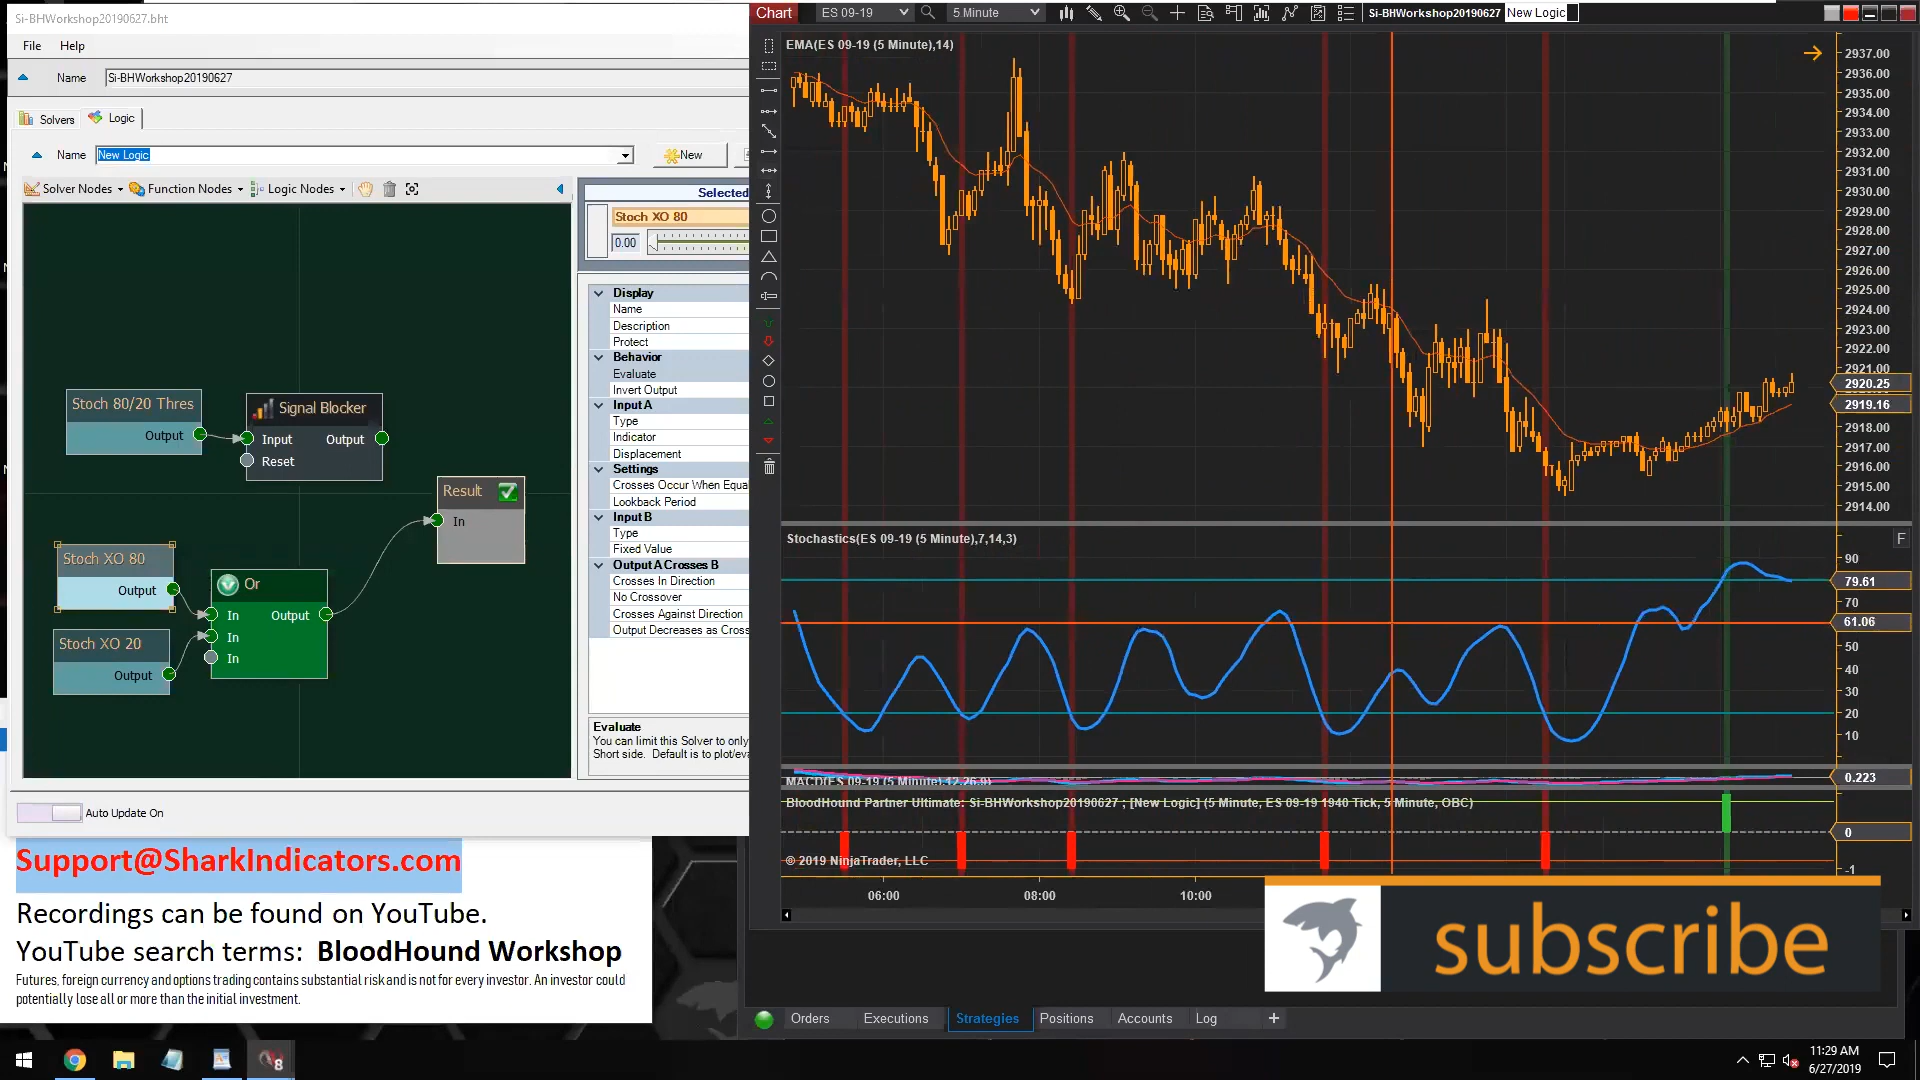 Si-BHWorkshop20190627.bht
File Help
Name Si-BHWorkshop20190627
Solvers Logic
Name New Logic New
Solver Nodes Function Nodes Logic Nodes
Stoch 80/20 Thres
Output
Signal Blocker
Input Output
Reset
Result
In
Stoch XO 80
Output
Or
In Output
In
In
Stoch XO 20
Output
Selected
Stoch XO 80
0.00
Display
Name
Description
Protect
Behavior
Evaluate
Invert Output
Input A
Type
Indicator
Displacement
Settings
Crosses Occur When Equa
Lookback Period
Input B
Type
Fixed Value
Output A Crosses B
Crosses In Direction
No Crossover
Crosses Against Direction
Output Decreases as Cross
Evaluate
You can limit this Solver to only
Short side. Default is to plot/eva
Auto Update On
Support@SharkIndicators.com
Recordings can be found on YouTube.
YouTube search terms: BloodHound Workshop
Futures, foreign currency and options trading contains substantial risk and is not for every investor. An investor could
potentially lose all or more than the initial investment.
Chart ES 09-19 5 Minute Si-BHWorkshop20190627 New Logic
EMA(ES 09-19 (5 Minute),14)
2937.00
2936.00
2935.00
2934.00
2933.00
2932.00
2931.00
2930.00
2929.00
2928.00
2927.00
2926.00
2925.00
2924.00
2923.00
2922.00
2921.00
2920.25
2919.16
2918.00
2917.00
2916.00
2915.00
2914.00
Stochastics(ES 09-19 (5 Minute),7,14,3)
F
90
79.61
70
61.06
50
40
30
20
10
MACD(ES 09-19 (5 Minute),12,26,9)
0.223
BloodHound Partner Ultimate: Si-BHWorkshop20190627 ; [New Logic] (5 Minute, ES 09-19 1940 Tick, 5 Minute, OBC)
0
© 2019 NinjaTrader, LLC
-1
06:00 08:00 10:00
subscribe
Orders Executions Strategies Positions Accounts Log +
8
11:29 AM
6/27/2019